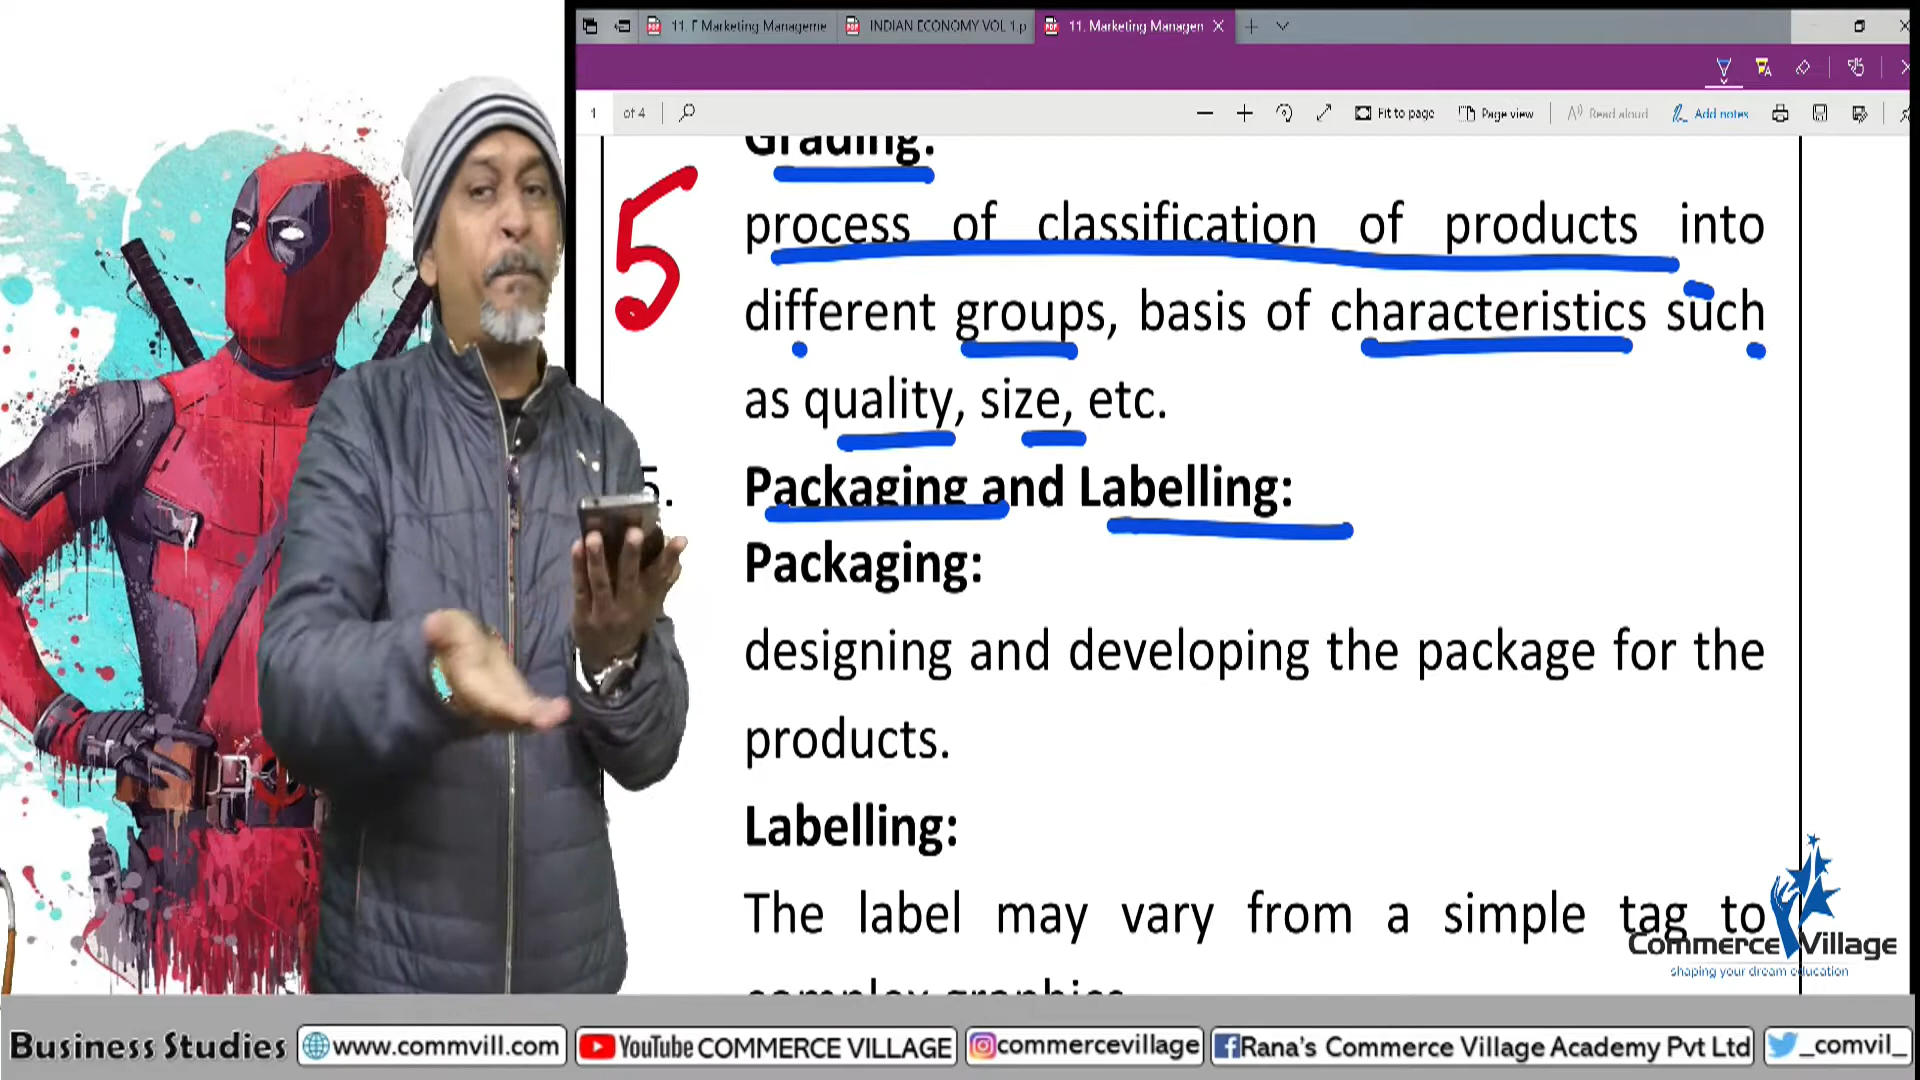 11. F Marketing Manageme
INDIAN ECONOMY VOL 1.p
11. Marketing Managen
1 of 4
Fit to page
Page view
Read aloud
Add notes
Grading:
5
process of classification of products into
different groups, basis of characteristics such
as quality, size, etc.
5.
Packaging and Labelling:
Packaging:
designing and developing the package for the
products.
Labelling:
The label may vary from a simple tag to
complex graphics
Commerce Village
shaping your dream education
Business Studies
www.commvill.com
YouTube COMMERCE VILLAGE
commercevillage
Rana's Commerce Village Academy Pvt Ltd
_comvil_